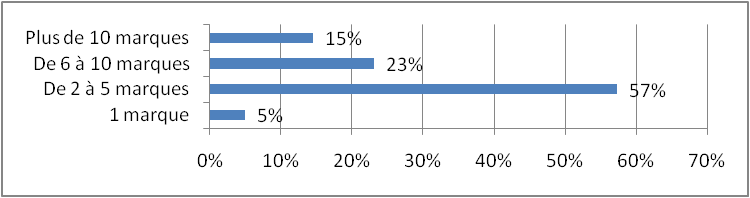 Plus de 10 marques 15%
De 6 à 10 marques 23%
De 2 à 5 marques 57%
1 marque 5%
0% 10% 20% 30% 40% 50% 60% 70%